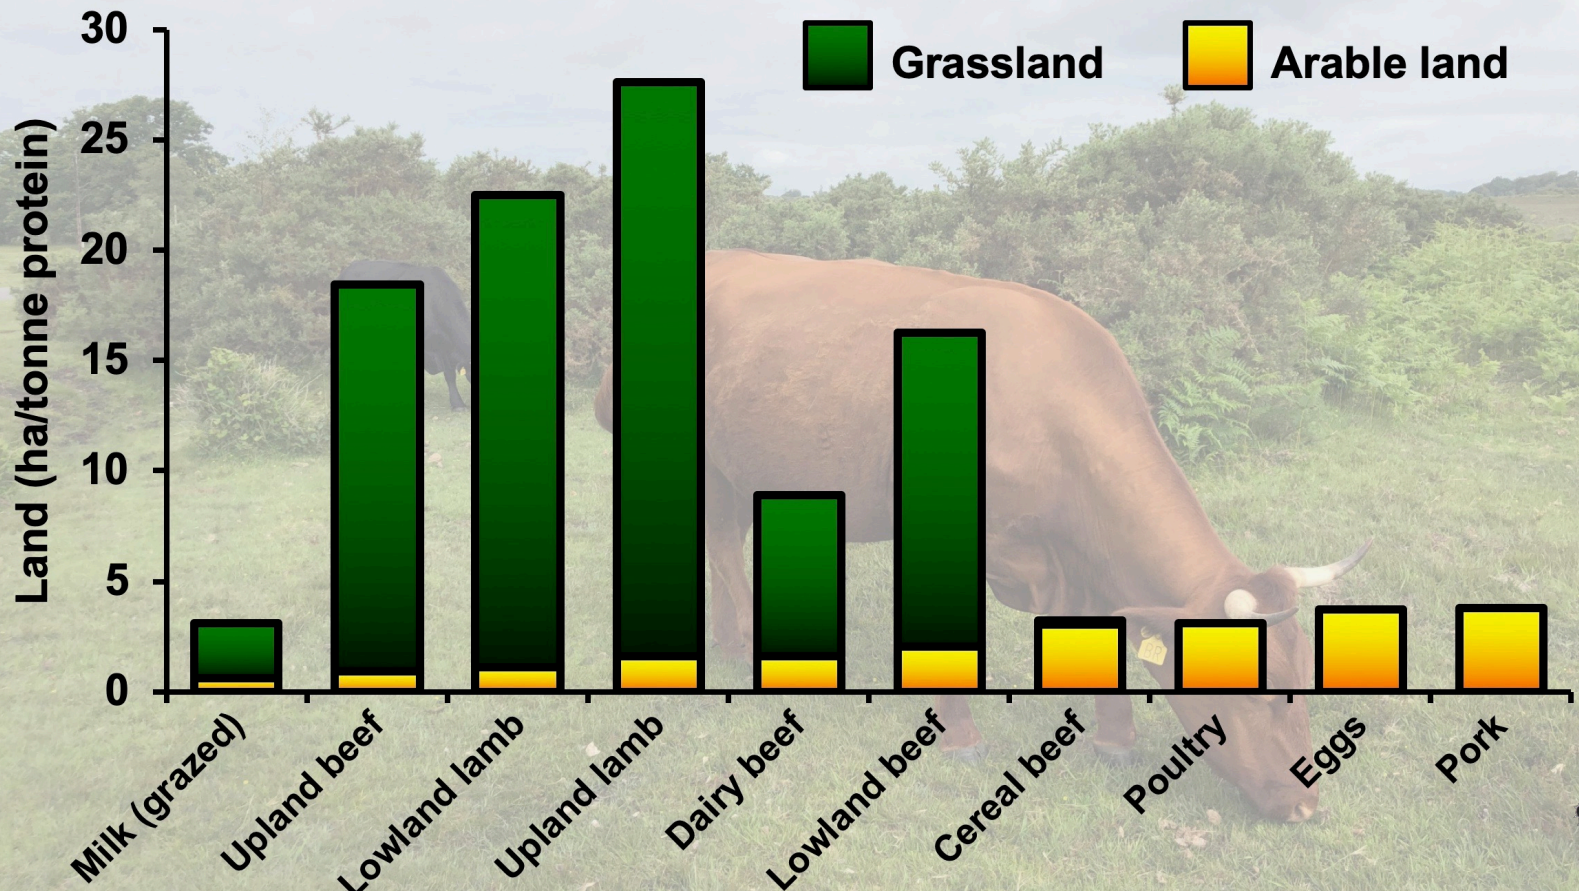 Grassland
Arable land
Land (ha/tonne protein)
30
25
20
15
10
5
0
Milk (grazed)
Upland beef
Lowland lamb
Upland lamb
Dairy beef
Lowland beef
Cereal beef
Poultry
Eggs
Pork